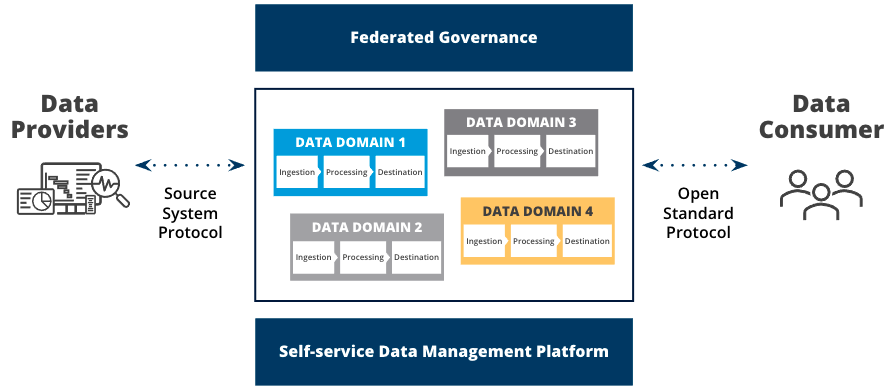 Federated Governance
Data
Providers
Source
System
Protocol
DATA DOMAIN 1
Ingestion
Processing
Destination
DATA DOMAIN 3
Ingestion
Processing
Destination
DATA DOMAIN 2
Ingestion
Processing
Destination
DATA DOMAIN 4
Ingestion
Processing
Destination
Data
Consumer
Open
Standard
Protocol
Self-service Data Management Platform